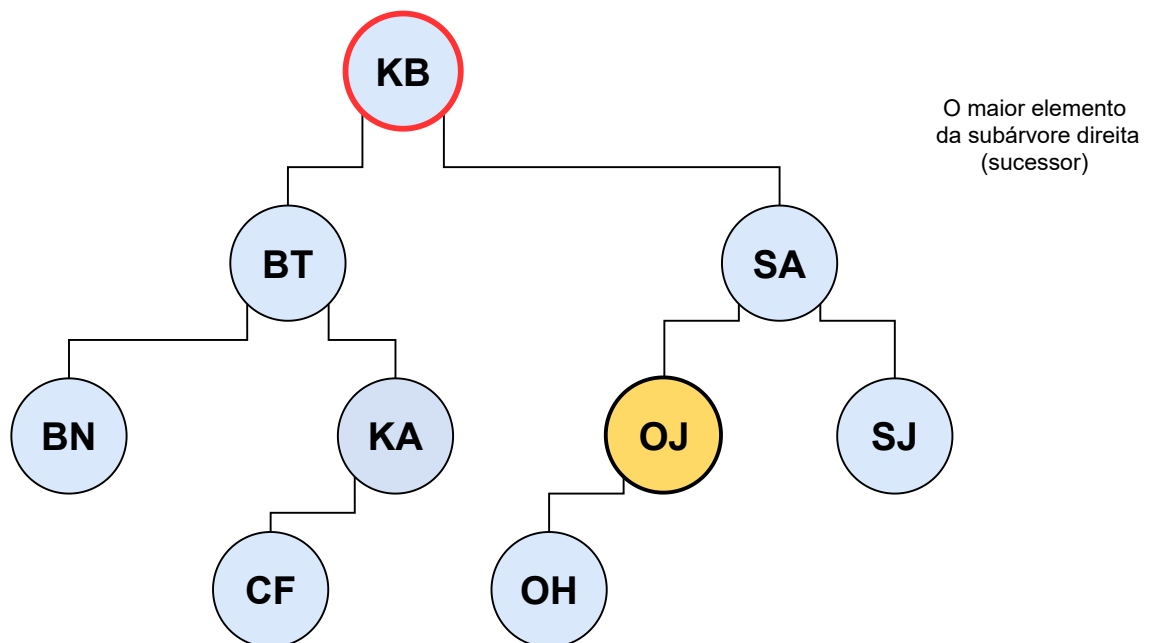 KB
O maior elemento
da subárvore direita
(sucessor)
BT
SA
BN
KA
OJ
SJ
CF
OH